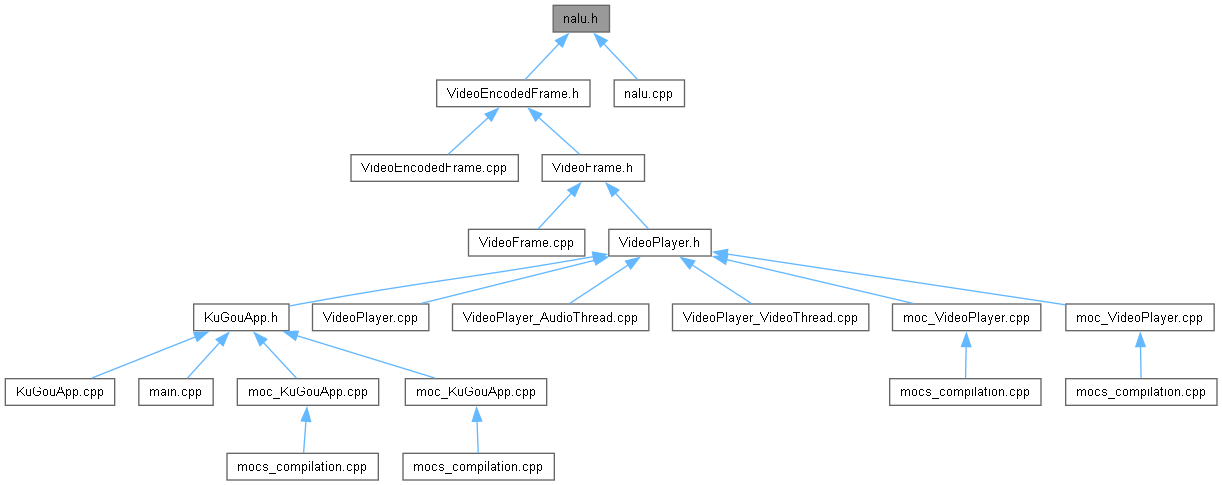 nalu.h
VideoEncodedFrame.h
nalu.cpp
VideoEncodedFrame.cpp
VideoFrame.h
VideoFrame.cpp
VideoPlayer.h
KuGouApp.h
VideoPlayer.cpp
VideoPlayer_AudioThread.cpp
VideoPlayer_VideoThread.cpp
moc_VideoPlayer.cpp
moc_VideoPlayer.cpp
KuGouApp.cpp
main.cpp
moc_KuGouApp.cpp
moc_KuGouApp.cpp
mocs_compilation.cpp
mocs_compilation.cpp
mocs_compilation.cpp
mocs_compilation.cpp